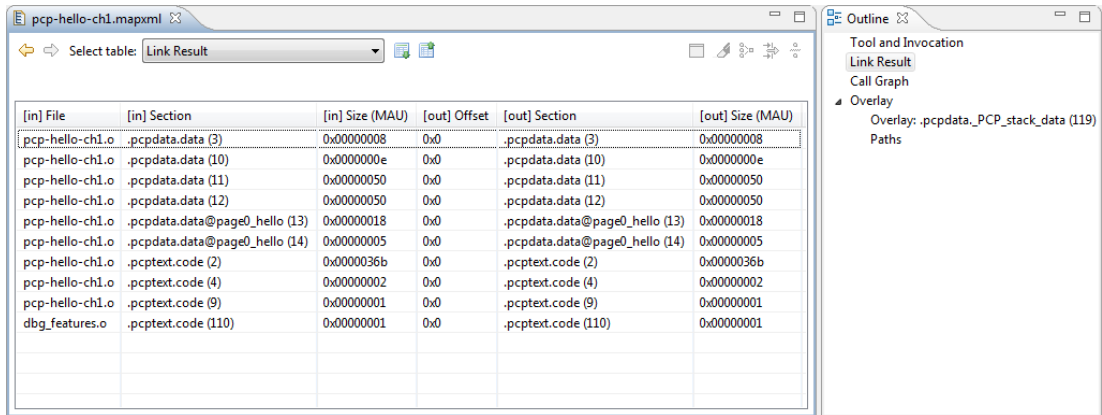 pcp-hello-ch1.mapxml
Select table: Link Result
[in] File [in] Section [in] Size (MAU) [out] Offset [out] Section [out] Size (MAU)
pcp-hello-ch1.o .pcpdata.data (3) 0x00000008 0x0 .pcpdata.data (3) 0x00000008
pcp-hello-ch1.o .pcpdata.data (10) 0x0000000e 0x0 .pcpdata.data (10) 0x0000000e
pcp-hello-ch1.o .pcpdata.data (11) 0x00000050 0x0 .pcpdata.data (11) 0x00000050
pcp-hello-ch1.o .pcpdata.data (12) 0x00000050 0x0 .pcpdata.data (12) 0x00000050
pcp-hello-ch1.o .pcpdata.data@page0_hello (13) 0x00000018 0x0 .pcpdata.data@page0_hello (13) 0x00000018
pcp-hello-ch1.o .pcpdata.data@page0_hello (14) 0x00000005 0x0 .pcpdata.data@page0_hello (14) 0x00000005
pcp-hello-ch1.o .pcptext.code (2) 0x0000036b 0x0 .pcptext.code (2) 0x0000036b
pcp-hello-ch1.o .pcptext.code (4) 0x00000002 0x0 .pcptext.code (4) 0x00000002
pcp-hello-ch1.o .pcptext.code (9) 0x00000001 0x0 .pcptext.code (9) 0x00000001
dbg_features.o .pcptext.code (110) 0x00000001 0x0 .pcptext.code (110) 0x00000001
Outline
Tool and Invocation
Link Result
Call Graph
Overlay
Overlay: .pcpdata._PCP_stack_data (119)
Paths